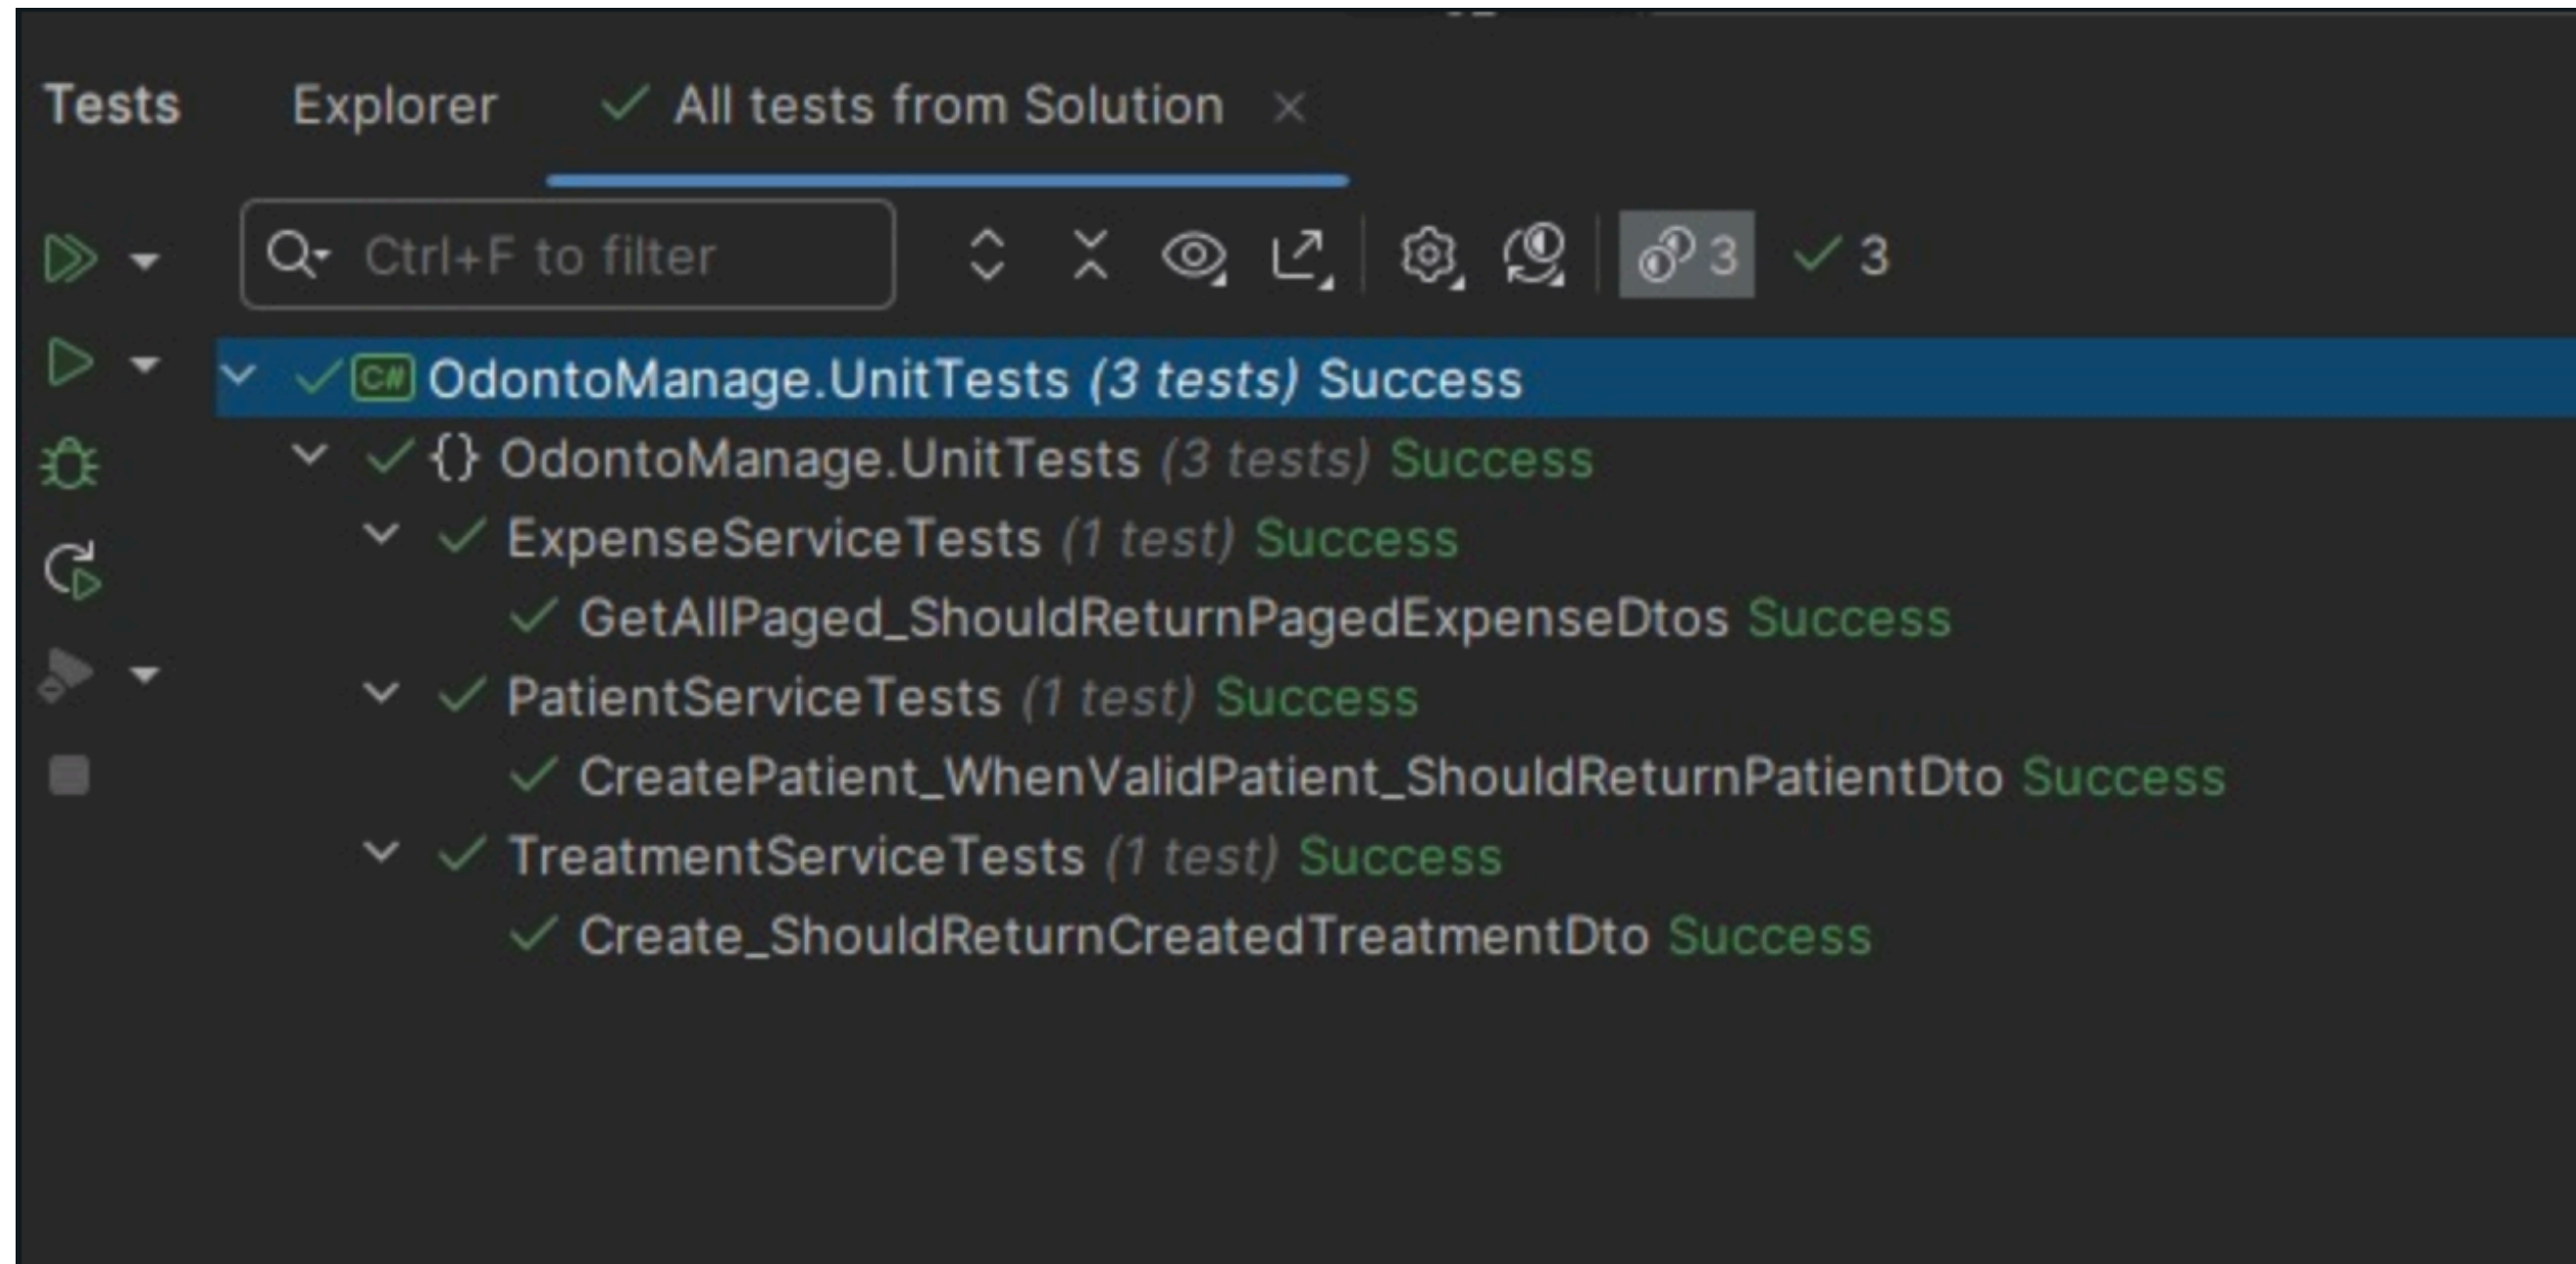 Tests Explorer All tests from Solution
Ctrl+F to filter 3 3
C# OdontoManage.UnitTests (3 tests) Success
{} OdontoManage.UnitTests (3 tests) Success
ExpenseServiceTests (1 test) Success
GetAllPaged_ShouldReturnPagedExpenseDtos Success
PatientServiceTests (1 test) Success
CreatePatient_WhenValidPatient_ShouldReturnPatientDto Success
TreatmentServiceTests (1 test) Success
Create_ShouldReturnCreatedTreatmentDto Success